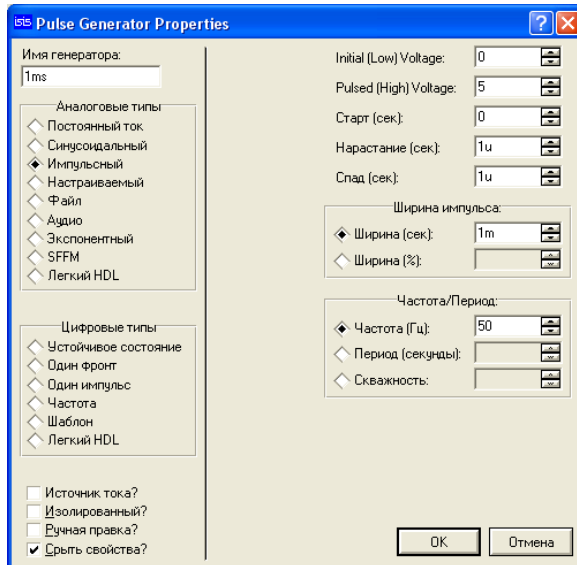 isis Pulse Generator Properties
Имя генератора:
1ms
Аналоговые типы
Постоянный ток
Синусоидальный
Импульсный
Настраиваемый
Файл
Аудио
Экспонентный
SFFM
Легкий HDL
Цифровые типы
Устойчивое состояние
Один фронт
Один импульс
Частота
Шаблон
Легкий HDL
Источник тока?
Изолированный?
Ручная правка?
Срыть свойства?
Initial (Low) Voltage: 0
Pulsed (High) Voltage: 5
Старт (сек): 0
Нарастание (сек): 1u
Спад (сек): 1u
Ширина импульса:
Ширина (сек): 1m
Ширина (%):
Частота/Период:
Частота (Гц): 50
Период (секунды):
Скважность:
OK Отмена